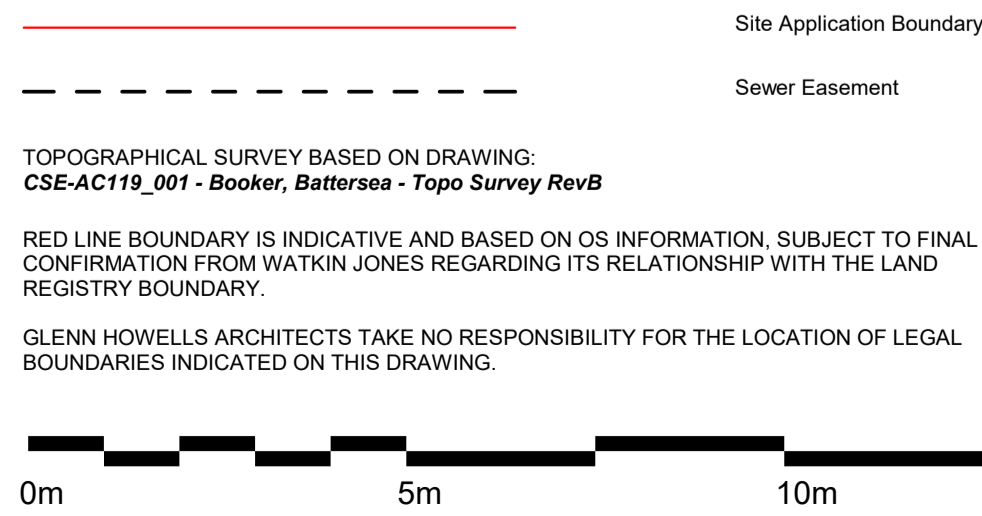 Site Application Boundary
Sewer Easement
TOPOGRAPHICAL SURVEY BASED ON DRAWING:
CSE-AC119_001 - Booker, Battersea - Topo Survey RevB
RED LINE BOUNDARY IS INDICATIVE AND BASED ON OS INFORMATION, SUBJECT TO FINAL
CONFIRMATION FROM WATKIN JONES REGARDING ITS RELATIONSHIP WITH THE LAND
REGISTRY BOUNDARY.
GLENN HOWELLS ARCHITECTS TAKE NO RESPONSIBILITY FOR THE LOCATION OF LEGAL
BOUNDARIES INDICATED ON THIS DRAWING.
0m 5m 10m